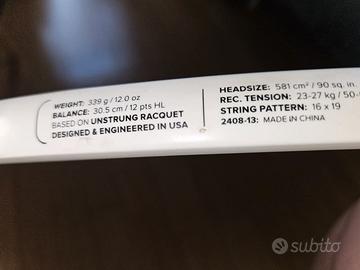 WEIGHT: 339 g / 12.0 oz
BALANCE: 30.5 cm / 12 pts HL
BASED ON UNSTRUNG RACQUET
DESIGNED & ENGINEERED IN USA
HEADSIZE: 581 cm² / 90 sq. in.
REC. TENSION: 23-27 kg / 50-
STRING PATTERN: 16 x 19
2408-13: MADE IN CHINA
subito